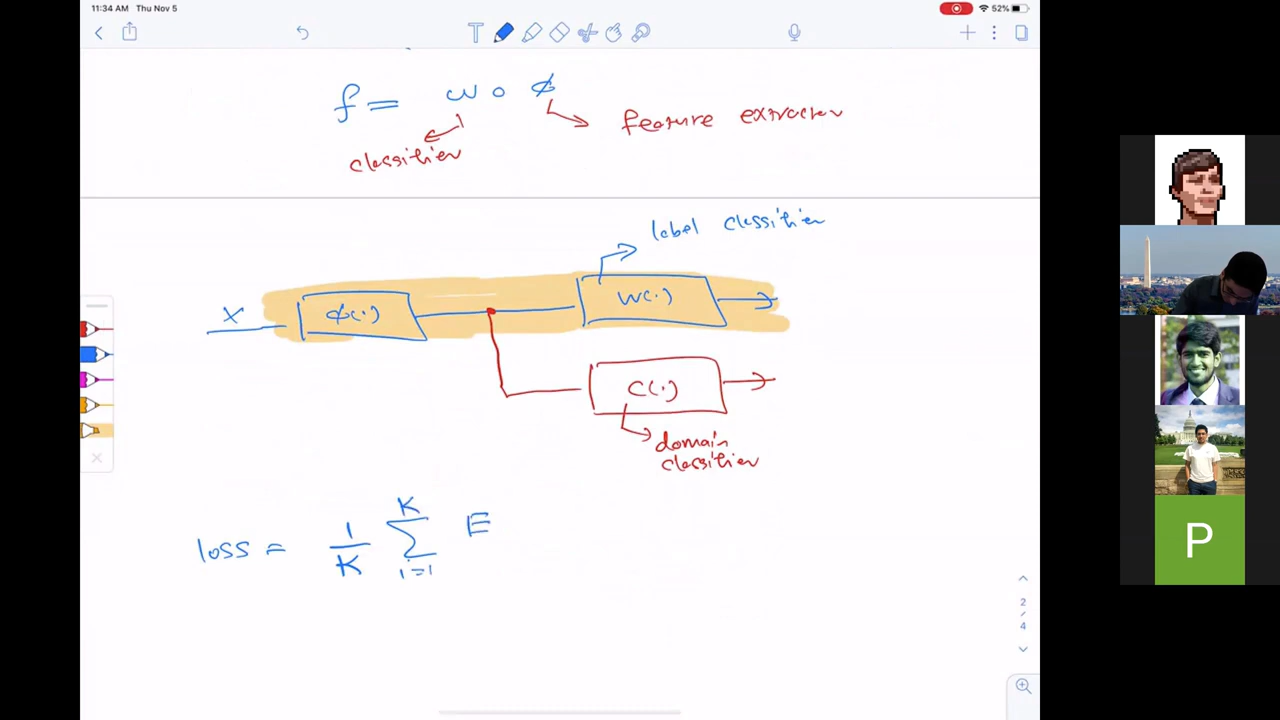 11:34 AM Thu Nov 5
52%
f = w ∘ φ
feature extractor
classifier
label classifier
X
φ(·)
W(·)
C(·)
domain
classifier
loss = 1/K K ∑ i=1 E
2
/
4
P